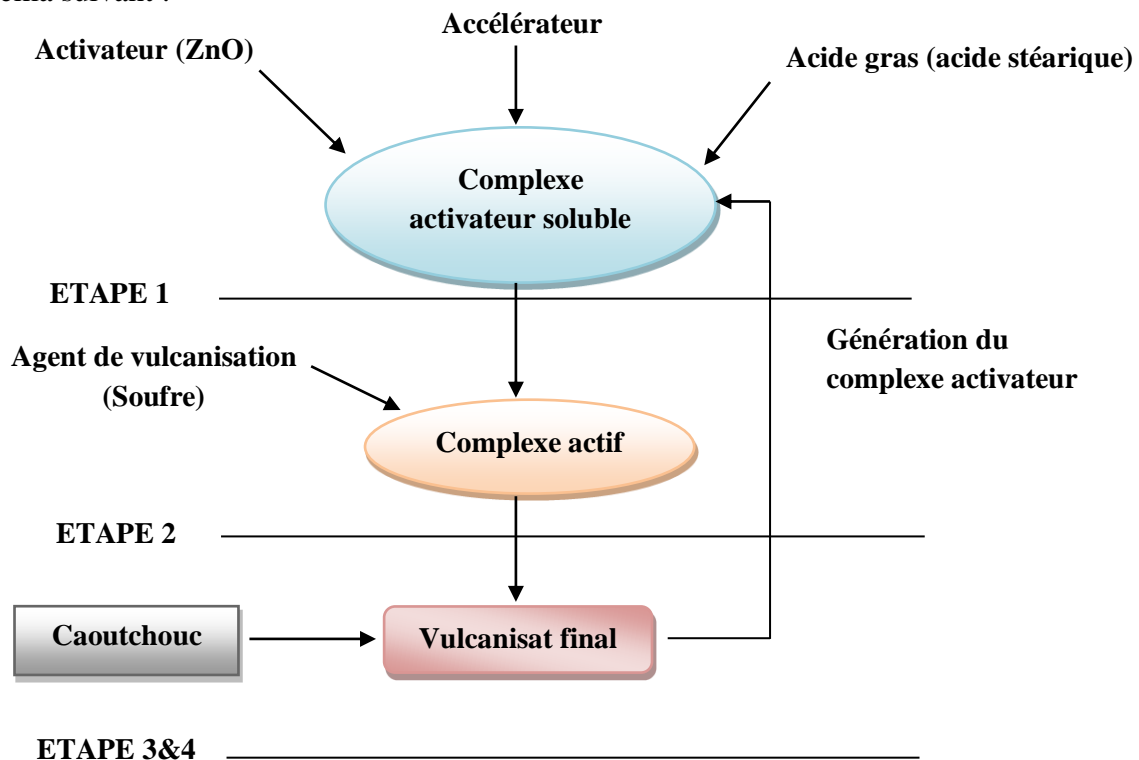 suivant :
Accélérateur
Activateur (ZnO)
Acide gras (acide stéarique)
Complexe
activateur soluble
ETAPE 1
Génération du
complexe activateur
Agent de vulcanisation
(Soufre)
Complexe actif
ETAPE 2
Caoutchouc
Vulcanisat final
ETAPE 3&4